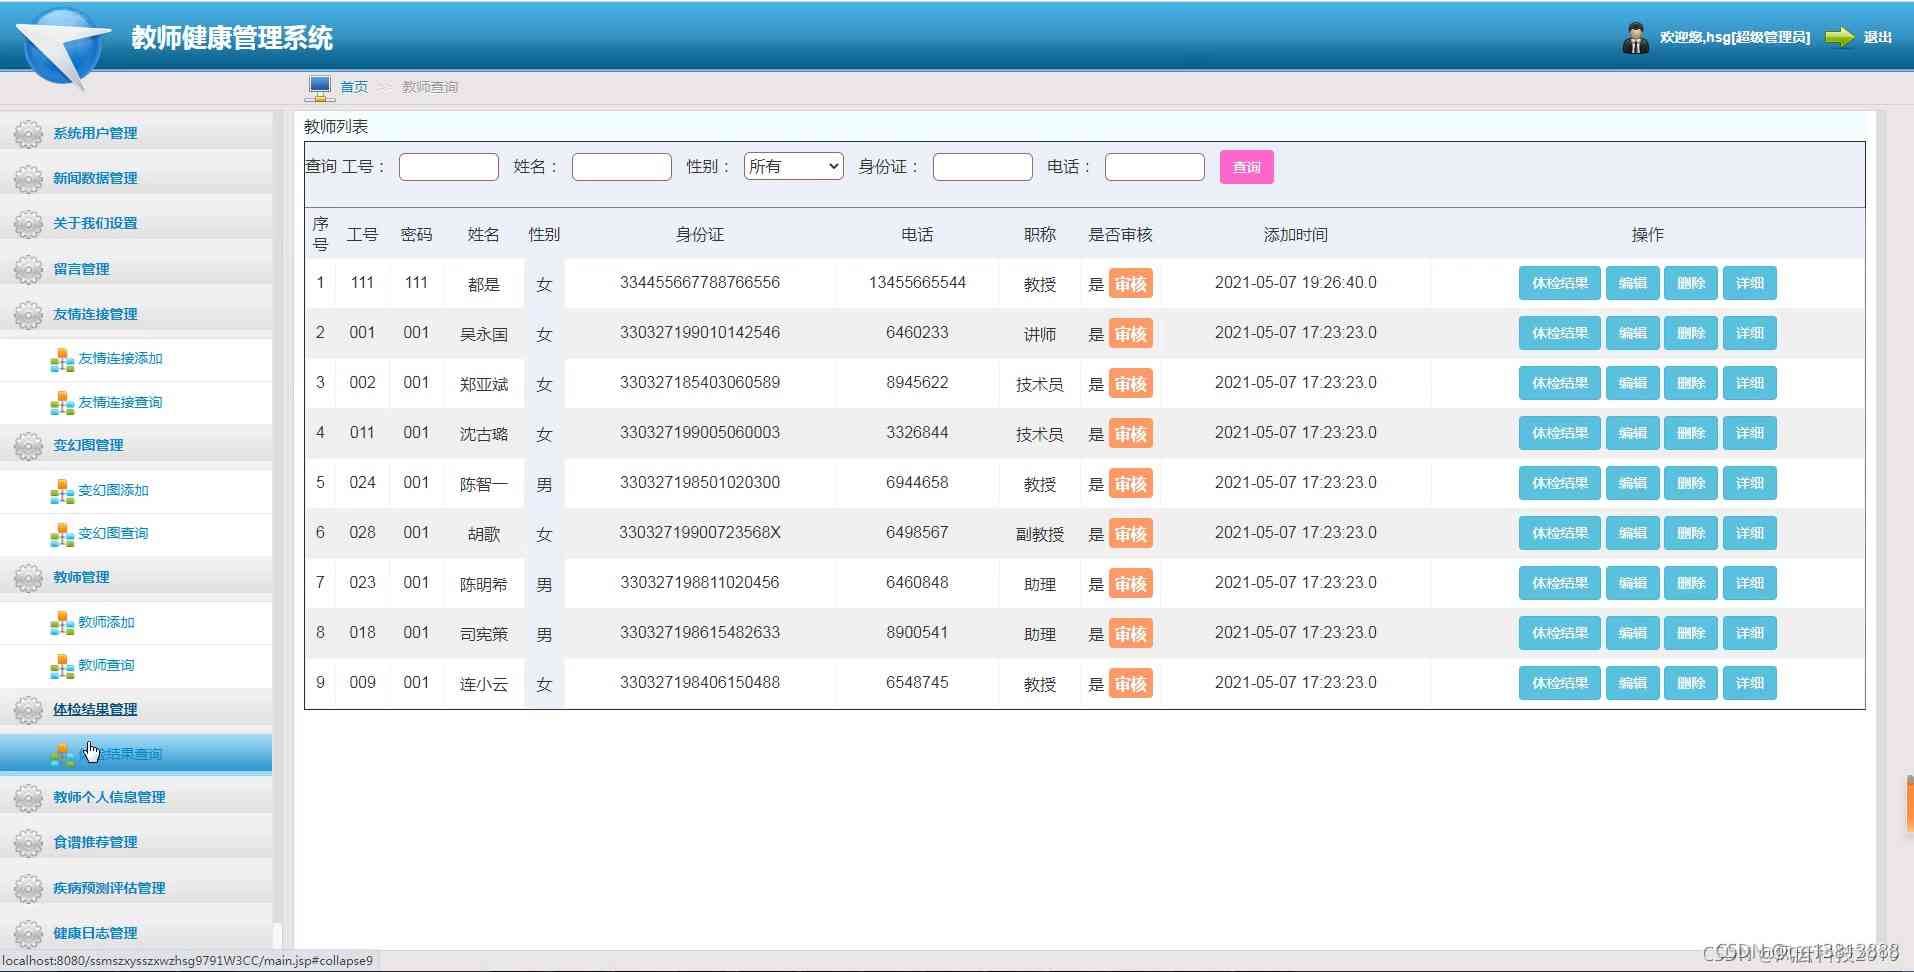 教师健康管理系统
欢迎您,hsg[超级管理员] 退出
首页 >> 教师查询
系统用户管理
新闻数据管理
关于我们设置
留言管理
友情连接管理
友情连接添加
友情连接查询
变幻图管理
变幻图添加
变幻图查询
教师管理
教师添加
教师查询
体检结果管理
结果查询
教师个人信息管理
食谱推荐管理
疾病预测评估管理
健康日志管理
教师列表
查询 工号： 姓名： 性别： 所有 身份证： 电话： 查询
序号 工号 密码 姓名 性别 身份证 电话 职称 是否审核 添加时间 操作
1 111 111 都是 女 334455667788766556 13455665544 教授 是 审核 2021-05-07 19:26:40.0 体检结果 编辑 删除 详细
2 001 001 吴永国 女 330327199010142546 6460233 讲师 是 审核 2021-05-07 17:23:23.0 体检结果 编辑 删除 详细
3 002 001 郑亚斌 女 330327185403060589 8945622 技术员 是 审核 2021-05-07 17:23:23.0 体检结果 编辑 删除 详细
4 011 001 沈古璐 女 330327199005060003 3326844 技术员 是 审核 2021-05-07 17:23:23.0 体检结果 编辑 删除 详细
5 024 001 陈智一 男 330327198501020300 6944658 教授 是 审核 2021-05-07 17:23:23.0 体检结果 编辑 删除 详细
6 028 001 胡歌 女 33032719900723568X 6498567 副教授 是 审核 2021-05-07 17:23:23.0 体检结果 编辑 删除 详细
7 023 001 陈明希 男 330327198811020456 6460848 助理 是 审核 2021-05-07 17:23:23.0 体检结果 编辑 删除 详细
8 018 001 司宪策 男 330327198615482633 8900541 助理 是 审核 2021-05-07 17:23:23.0 体检结果 编辑 删除 详细
9 009 001 连小云 女 330327198406150488 6548745 教授 是 审核 2021-05-07 17:23:23.0 体检结果 编辑 删除 详细
localhost:8080/ssmszxysszxwzhsg9791W3CC/main.jsp#collapse9